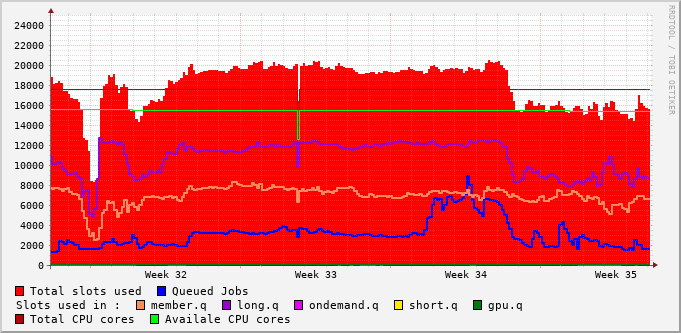 RRDTOOL / TOBI OETIKER
24000
22000
20000
18000
16000
14000
12000
10000
8000
6000
4000
2000
0
Week 32 Week 33 Week 34 Week 35
Total slots used Queued Jobs
Slots used in : member.q long.q ondemand.q short.q gpu.q
Total CPU cores Availale CPU cores